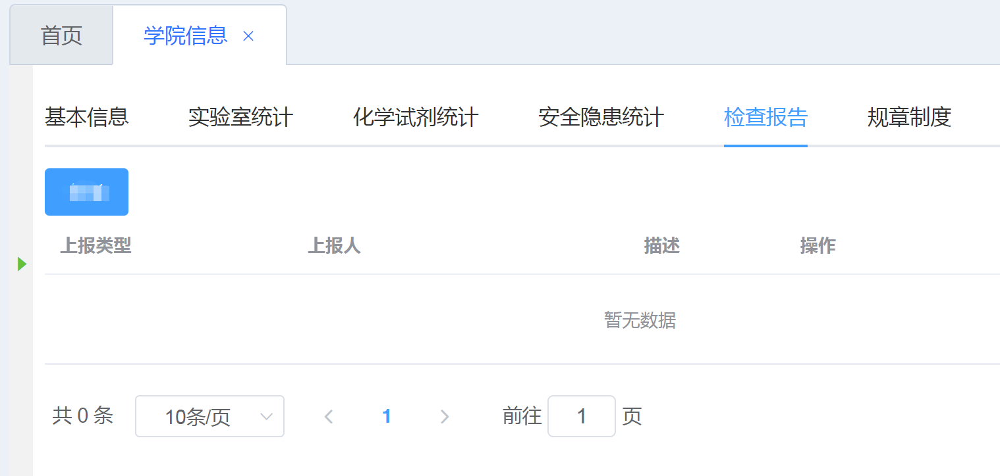 首页 学院信息
基本信息 实验室统计 化学试剂统计 安全隐患统计 检查报告 规章制度
上报类型 上报人 描述 操作
暂无数据
共 0 条 10条/页 1 前往 1 页